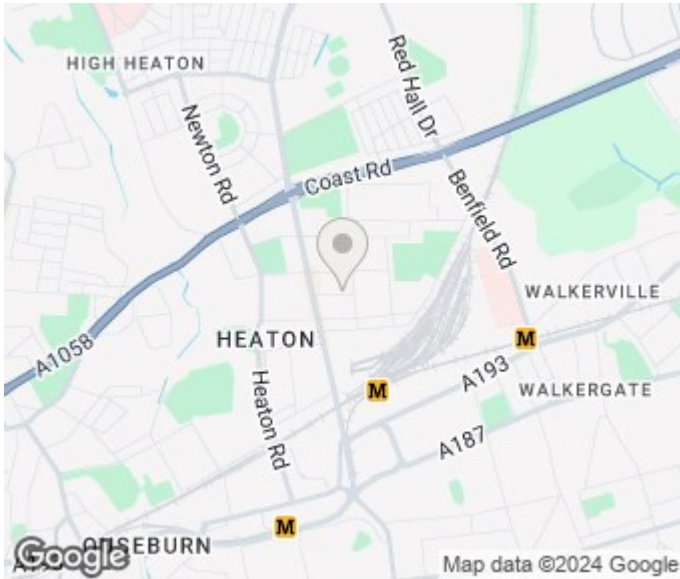 HIGH HEATON
Red Hall Dr
Newton Rd
Coast Rd
Benfield Rd
WALKERVILLE
HEATON
A1058
M
M
A193
WALKERGATE
Heaton Rd
A187
M
OUSEBURN
Google
Map data ©2024 Google